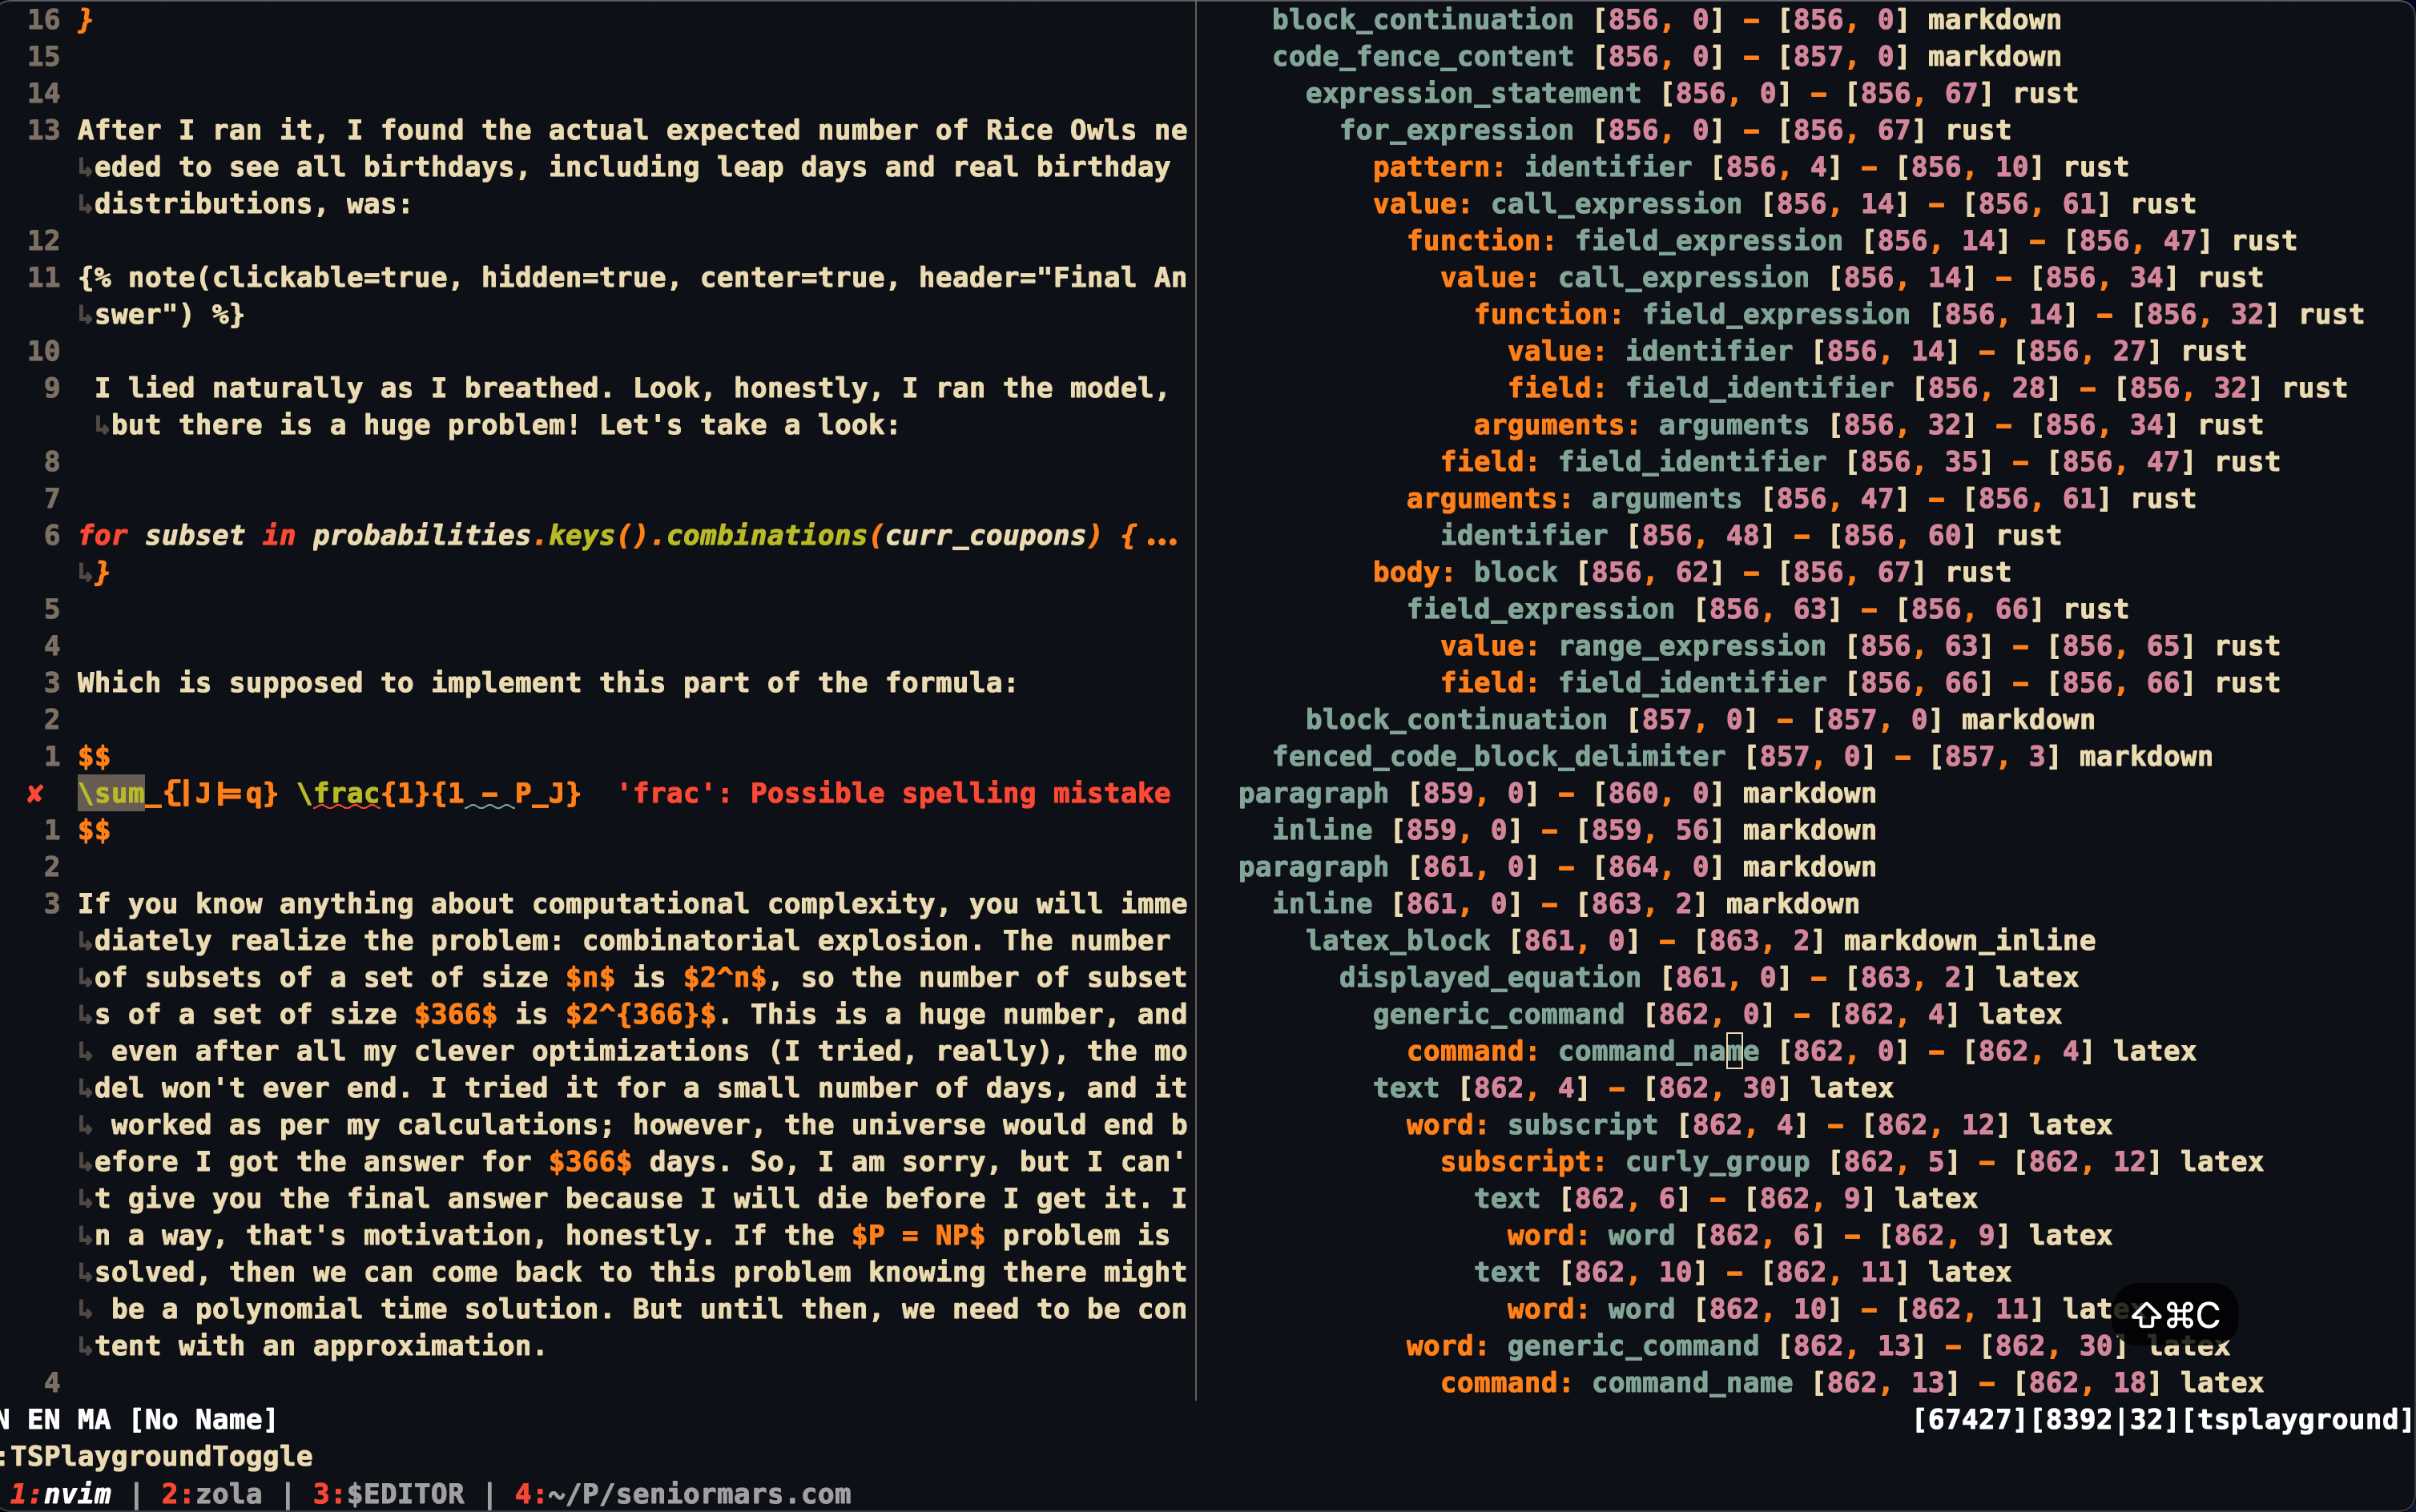 16 }
15
14
13 After I ran it, I found the actual expected number of Rice Owls ne
↳eded to see all birthdays, including leap days and real birthday
↳distributions, was:
12
11 {% note(clickable=true, hidden=true, center=true, header="Final An
↳swer") %}
10
9 I lied naturally as I breathed. Look, honestly, I ran the model,
↳but there is a huge problem! Let's take a look:
8
7
6 for subset in probabilities.keys().combinations(curr_coupons) {...
↳}
5
4
3 Which is supposed to implement this part of the formula:
2
1 $$
✘ \sum_{|J|=q} \frac{1}{1 - P_J} 'frac': Possible spelling mistake
1 $$
2
3 If you know anything about computational complexity, you will imme
↳diately realize the problem: combinatorial explosion. The number
↳of subsets of a set of size $n$ is $2^n$, so the number of subset
↳s of a set of size $366$ is $2^{366}$. This is a huge number, and
↳ even after all my clever optimizations (I tried, really), the mo
↳del won't ever end. I tried it for a small number of days, and it
↳ worked as per my calculations; however, the universe would end b
↳efore I got the answer for $366$ days. So, I am sorry, but I can'
↳t give you the final answer because I will die before I get it. I
↳n a way, that's motivation, honestly. If the $P = NP$ problem is
↳solved, then we can come back to this problem knowing there might
↳ be a polynomial time solution. But until then, we need to be con
↳tent with an approximation.
4
block_continuation [856, 0] - [856, 0] markdown
code_fence_content [856, 0] - [857, 0] markdown
expression_statement [856, 0] - [856, 67] rust
for_expression [856, 0] - [856, 67] rust
pattern: identifier [856, 4] - [856, 10] rust
value: call_expression [856, 14] - [856, 61] rust
function: field_expression [856, 14] - [856, 47] rust
value: call_expression [856, 14] - [856, 34] rust
function: field_expression [856, 14] - [856, 32] rust
value: identifier [856, 14] - [856, 27] rust
field: field_identifier [856, 28] - [856, 32] rust
arguments: arguments [856, 32] - [856, 34] rust
field: field_identifier [856, 35] - [856, 47] rust
arguments: arguments [856, 47] - [856, 61] rust
identifier [856, 48] - [856, 60] rust
body: block [856, 62] - [856, 67] rust
field_expression [856, 63] - [856, 66] rust
value: range_expression [856, 63] - [856, 65] rust
field: field_identifier [856, 66] - [856, 66] rust
block_continuation [857, 0] - [857, 0] markdown
fenced_code_block_delimiter [857, 0] - [857, 3] markdown
paragraph [859, 0] - [860, 0] markdown
inline [859, 0] - [859, 56] markdown
paragraph [861, 0] - [864, 0] markdown
inline [861, 0] - [863, 2] markdown
latex_block [861, 0] - [863, 2] markdown_inline
displayed_equation [861, 0] - [863, 2] latex
generic_command [862, 0] - [862, 4] latex
command: command_name [862, 0] - [862, 4] latex
text [862, 4] - [862, 30] latex
word: subscript [862, 4] - [862, 12] latex
subscript: curly_group [862, 5] - [862, 12] latex
text [862, 6] - [862, 9] latex
word: word [862, 6] - [862, 9] latex
text [862, 10] - [862, 11] latex
word: word [862, 10] - [862, 11] latex
word: generic_command [862, 13] - [862, 30] latex
command: command_name [862, 13] - [862, 18] latex
⇧⌘C
N EN MA [No Name] [67427][8392|32][tsplayground]
:TSPlaygroundToggle
1:nvim | 2:zola | 3:$EDITOR | 4:~/P/seniormars.com